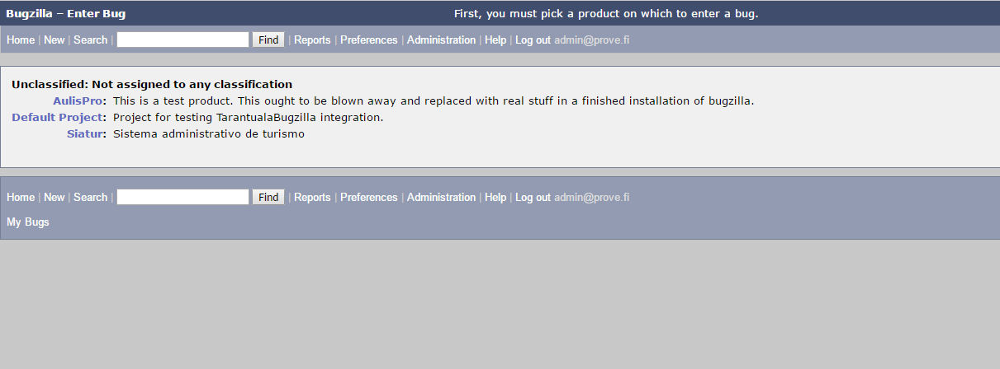 Bugzilla – Enter Bug First, you must pick a product on which to enter a bug.
Home | New | Search | Find | Reports | Preferences | Administration | Help | Log out admin@prove.fi
Unclassified: Not assigned to any classification
AulisPro: This is a test product. This ought to be blown away and replaced with real stuff in a finished installation of bugzilla.
Default Project: Project for testing TarantualaBugzilla integration.
Siatur: Sistema administrativo de turismo
Home | New | Search | Find | Reports | Preferences | Administration | Help | Log out admin@prove.fi
My Bugs